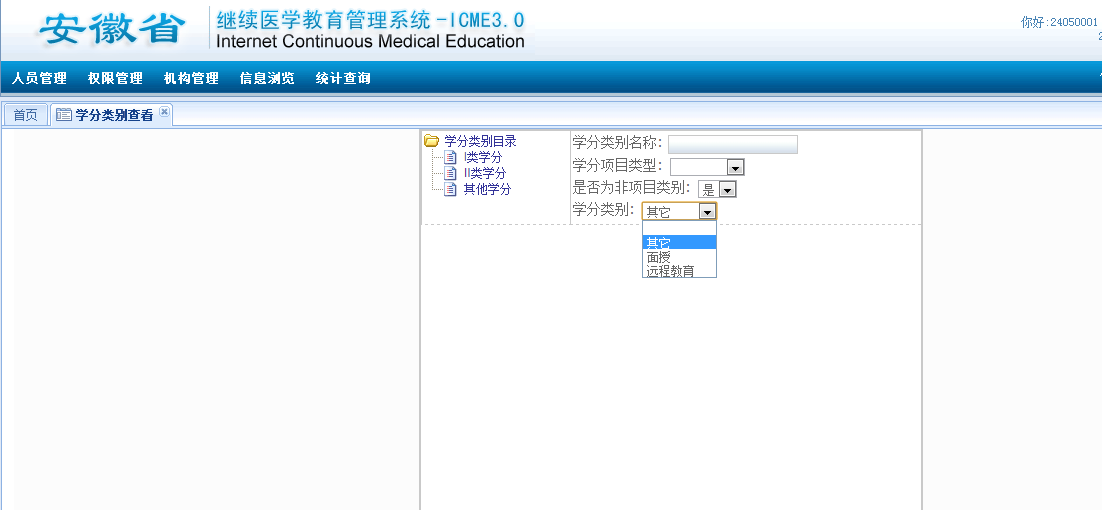 安徽省
继续医学教育管理系统-ICME3.0
Internet Continuous Medical Education
你好:24050001
人员管理 权限管理 机构管理 信息浏览 统计查询
首页 学分类别查看
学分类别目录
I类学分
II类学分
其他学分
学分类别名称:
学分项目类型:
是否为非项目类别: 是
学分类别: 其它
其它
面授
远程教育